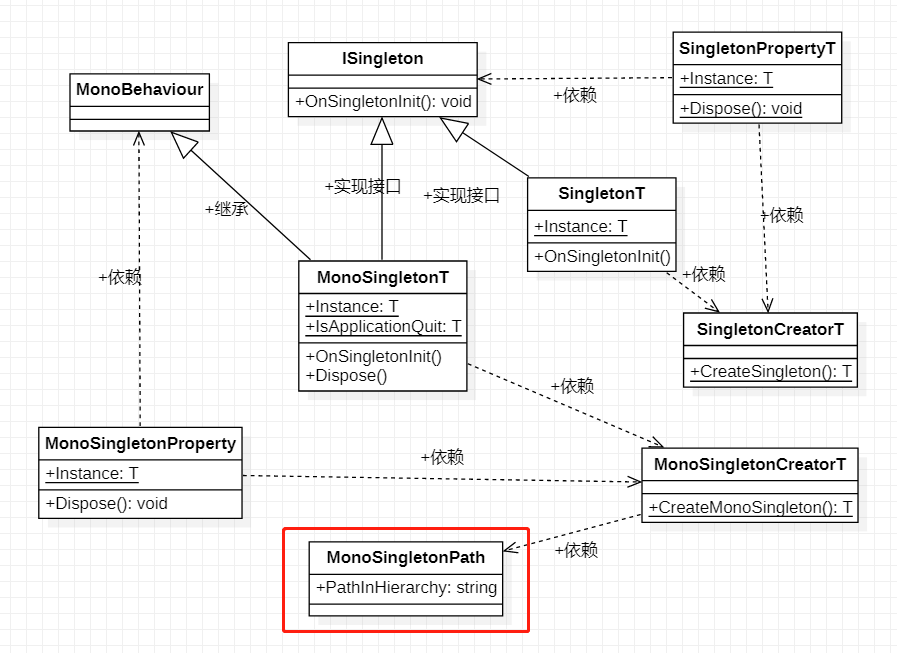 ISingleton
+OnSingletonInit(): void
SingletonPropertyT
+Instance: T
+Dispose(): void
MonoBehaviour
+依赖
+实现接口
+实现接口
+继承
SingletonT
+Instance: T
+OnSingletonInit()
+依赖
+依赖
+依赖
MonoSingletonT
+Instance: T
+IsApplicationQuit: T
+OnSingletonInit()
+Dispose()
SingletonCreatorT
+CreateSingleton(): T
+依赖
MonoSingletonProperty
+Instance: T
+Dispose(): void
+依赖
MonoSingletonCreatorT
+CreateMonoSingleton(): T
+依赖
MonoSingletonPath
+PathInHierarchy: string